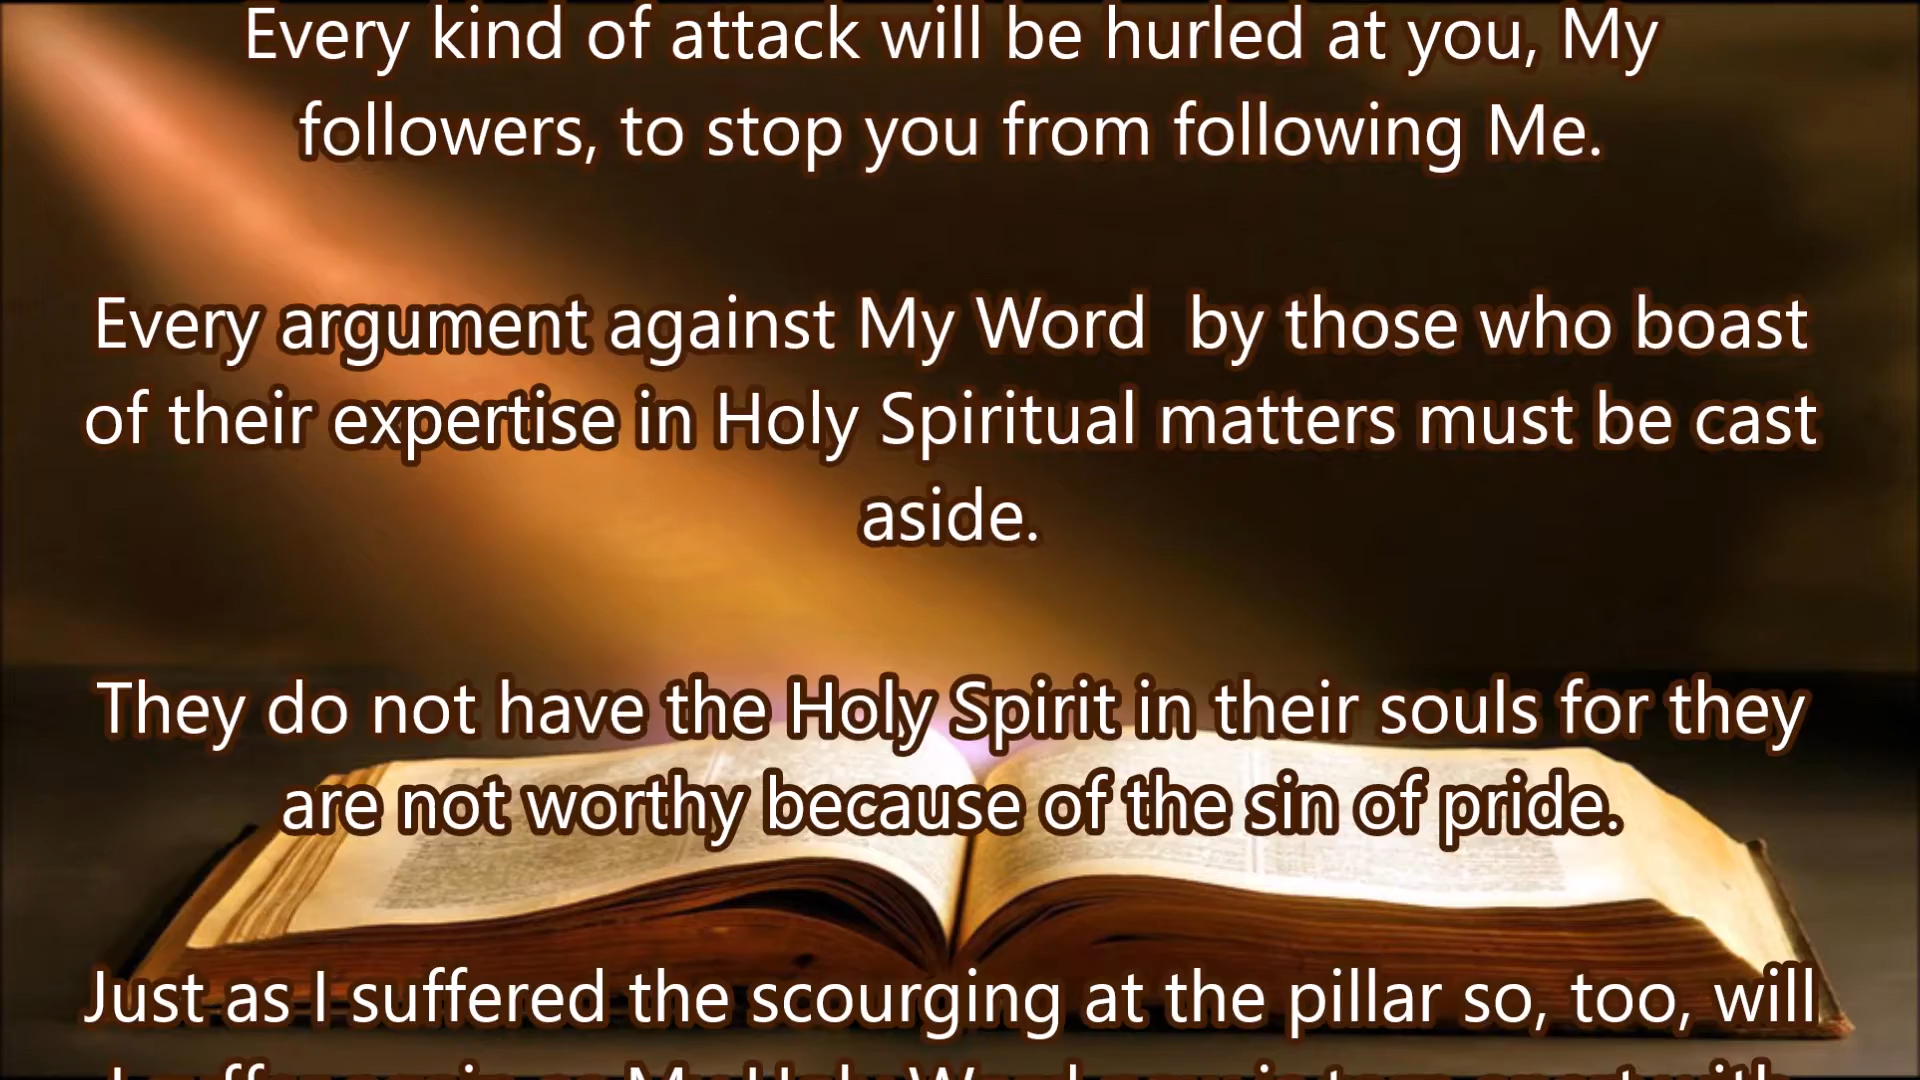 Every kind of attack will be hurled at you, My
followers, to stop you from following Me.
Every argument against My Word by those who boast
of their expertise in Holy Spiritual matters must be cast
aside.
They do not have the Holy Spirit in their souls for they
are not worthy because of the sin of pride.
Just as I suffered the scourging at the pillar so, too, will